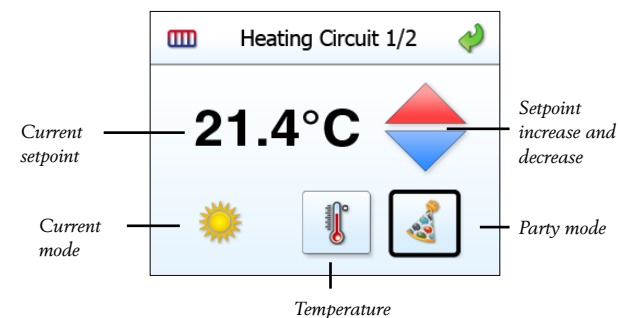 Heating Circuit 1/2
21.4°C
Current
setpoint
Setpoint
increase and
decrease
Current
mode
Party mode
Temperature